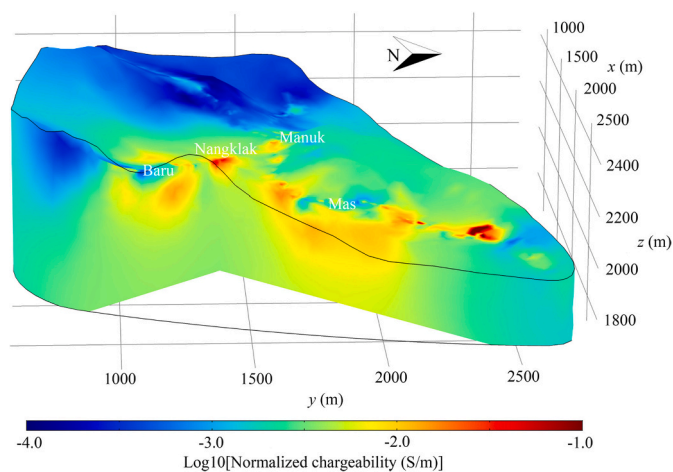 1000
1500
x (m)
2000
2500
N
Manuk
Nangklak
2400
Baru
Mas
2200
z (m)
2000
1800
1000
1500
2000
2500
y (m)
-4.0
-3.0
-2.0
-1.0
Log10[Normalized chargeability (S/m)]